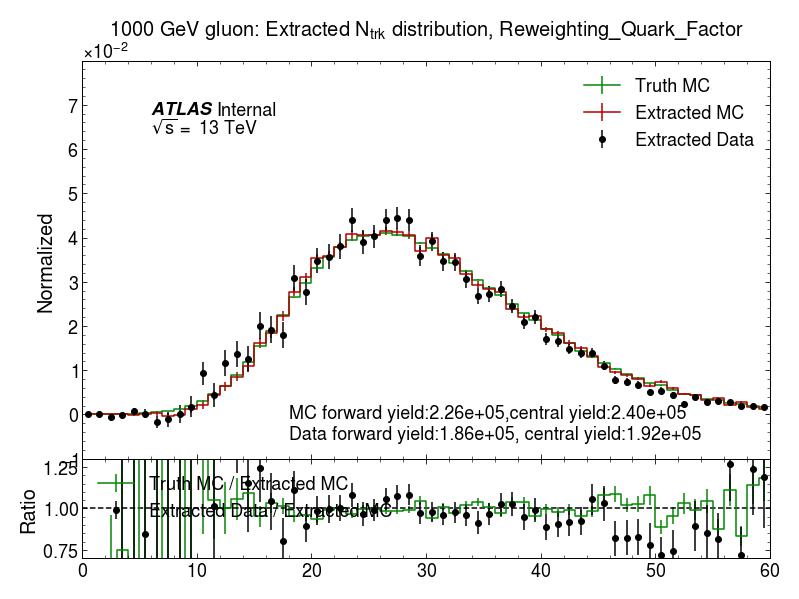 1000 GeV gluon: Extracted N_trk distribution, Reweighting_Quark_Factor
×10⁻²
ATLAS Internal
√s = 13 TeV
Truth MC
Extracted MC
Extracted Data
7
6
5
4
3
2
1
0
1
Normalized
MC forward yield:2.26e+05,central yield:2.40e+05
Data forward yield:1.86e+05, central yield:1.92e+05
1.25
1.00
0.75
Ratio
Truth MC / Extracted MC
Extracted Data / Extracted MC
0 10 20 30 40 50 60